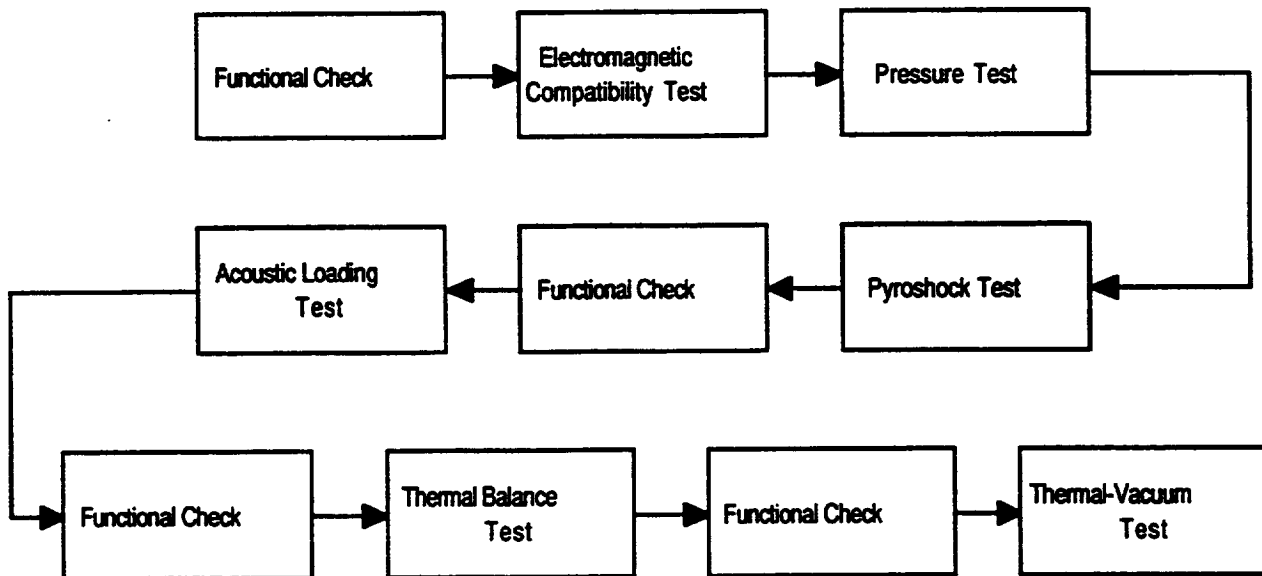 Functional Check
Electromagnetic
Compatibility Test
Pressure Test
Acoustic Loading
Test
Functional Check
Pyroshock Test
Functional Check
Thermal Balance
Test
Functional Check
Thermal-Vacuum
Test